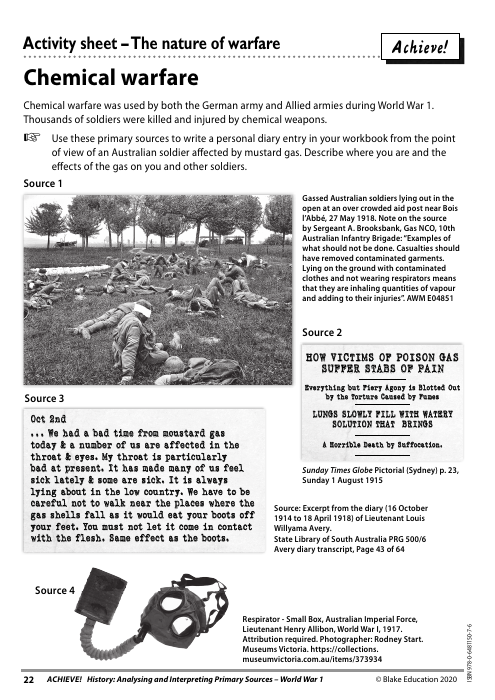 Activity sheet – The nature of warfare
Achieve!
Chemical warfare
Chemical warfare was used by both the German army and Allied armies during World War 1.
Thousands of soldiers were killed and injured by chemical weapons.
Use these primary sources to write a personal diary entry in your workbook from the point
of view of an Australian soldier affected by mustard gas. Describe where you are and the
effects of the gas on you and other soldiers.
Source 1
Gassed Australian soldiers lying out in the
open at an over crowded aid post near Bois
l'Abbé, 27 May 1918. Note on the source
by Sergeant A. Brooksbank, Gas NCO, 10th
Australian Infantry Brigade: "Examples of
what should not be done. Casualties should
have removed contaminated garments.
Lying on the ground with contaminated
clothes and not wearing respirators means
that they are inhaling quantities of vapour
and adding to their injuries". AWM E04851
Source 2
HOW VICTIMS OF POISON GAS
SUFFER STABS OF PAIN
Everything but Fiery Agony is Blotted Out
by the Torture Caused by Fumes
LUNGS SLOWLY FILL WITH WATERY
SOLUTION THAT BRINGS
A Horrible Death by Suffocation.
Sunday Times Globe Pictorial (Sydney) p. 23,
Sunday 1 August 1915
Source 3
Oct 2nd
... We had a bad time from moustard gas
today & a number of us are affected in the
throat & eyes. My throat is particularly
bad at present. It has made many of us feel
sick lately & some are sick. It is always
lying about in the low country. We have to be
careful not to walk near the places where the
gas shells fall as it would eat your boots off
your feet. You must not let it come in contact
with the flesh. Same effect as the boots.
Source: Excerpt from the diary (16 October
1914 to 18 April 1918) of Lieutenant Louis
Willyama Avery.
State Library of South Australia PRG 500/6
Avery diary transcript, Page 43 of 64
Source 4
Respirator - Small Box, Australian Imperial Force,
Lieutenant Henry Allibon, World War I, 1917.
Attribution required. Photographer: Rodney Start.
Museums Victoria. https://collections.
museumvictoria.com.au/items/373934
22 ACHIEVE! History: Analysing and Interpreting Primary Sources – World War 1
© Blake Education 2020
ISBN 978-0-6487150-7-6